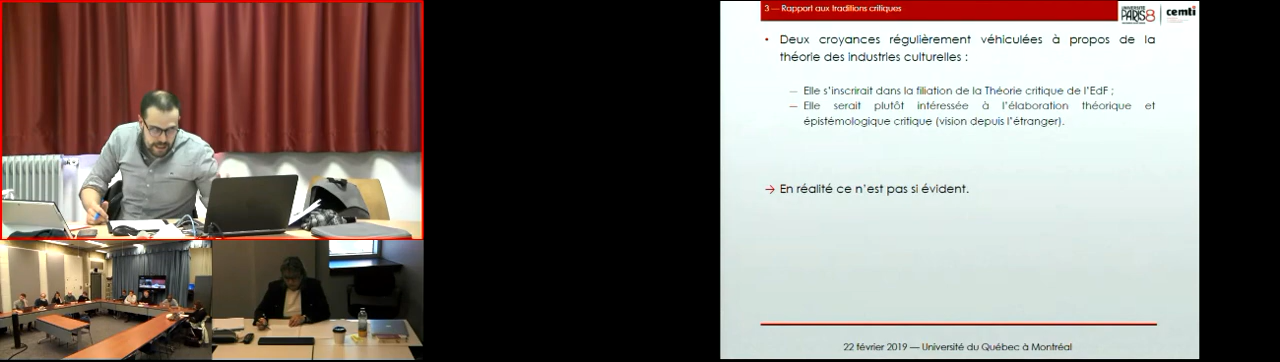 3 — Rapport aux traditions critiques
UNIVERSITÉ
PARIS8
cemti
• Deux croyances régulièrement véhiculées à propos de la
théorie des industries culturelles :
— Elle s'inscrirait dans la filiation de la Théorie critique de l'EdF ;
— Elle serait plutôt intéressée à l'élaboration théorique et
épistémologique critique (vision depuis l'étranger).
→ En réalité ce n'est pas si évident.
22 février 2019 — Université du Québec à Montréal